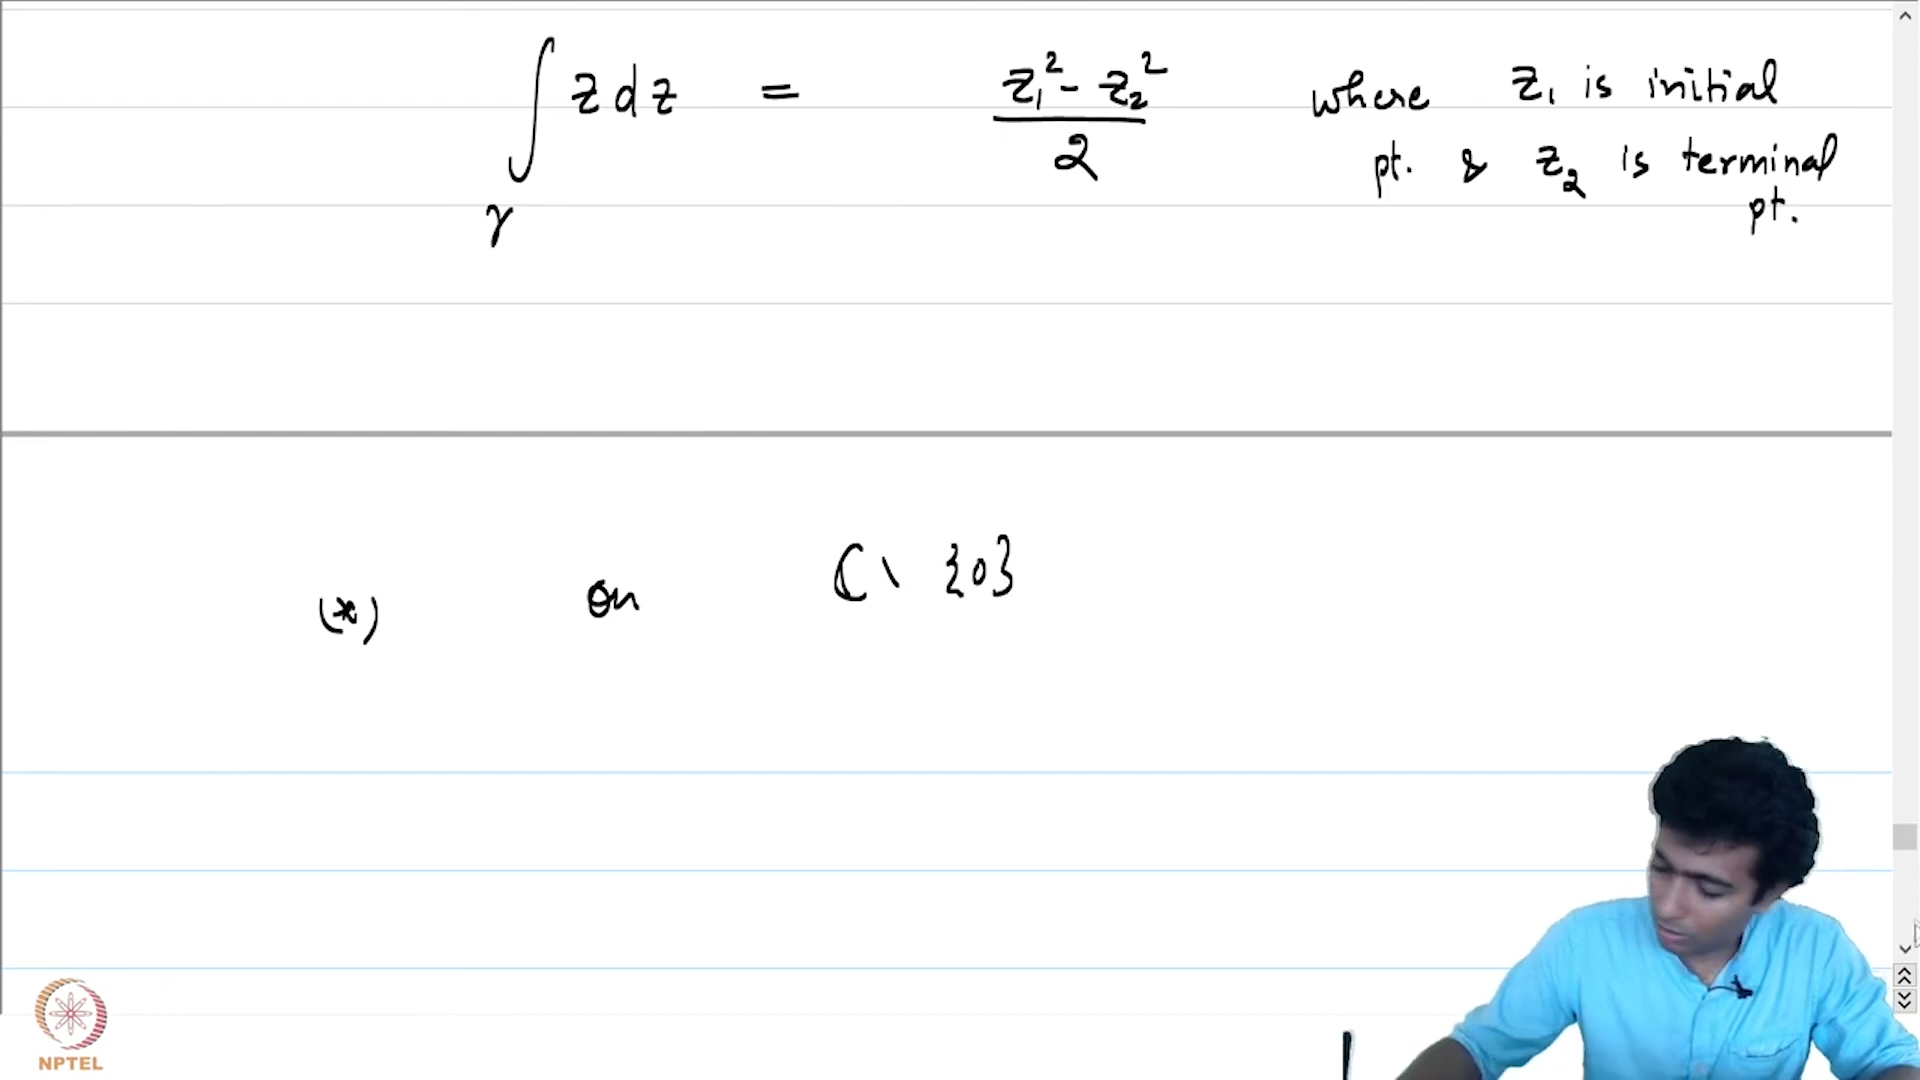 ∫_γ z dz = (z₁² - z₂²)/2 where z₁ is initial
pt. & z₂ is terminal
pt.
(*) on ℂ \ {0}
NPTEL